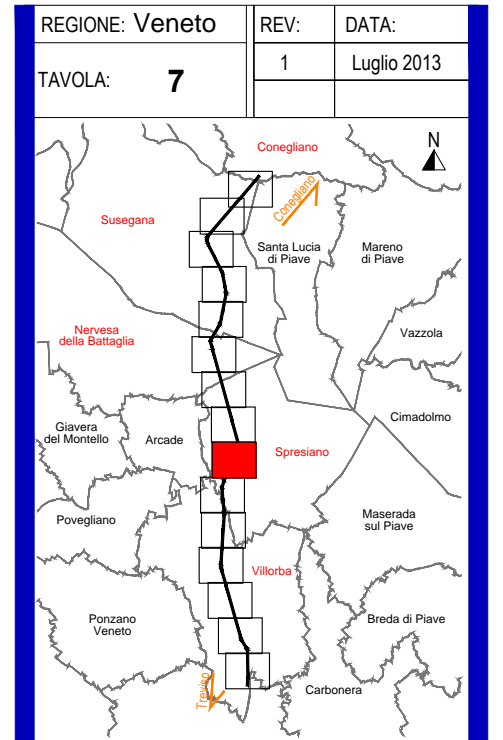 REGIONE: Veneto
REV:
DATA:
TAVOLA: 7
1
Luglio 2013
N
Conegliano
Conegliano
Susegana
Santa Lucia
di Piave
Mareno
di Piave
Nervesa
della Battaglia
Vazzola
Giavera
del Montello
Arcade
Cimadolmo
Spresiano
Povegliano
Maserada
sul Piave
Villorba
Ponzano
Veneto
Breda di Piave
Treviso
Carbonera